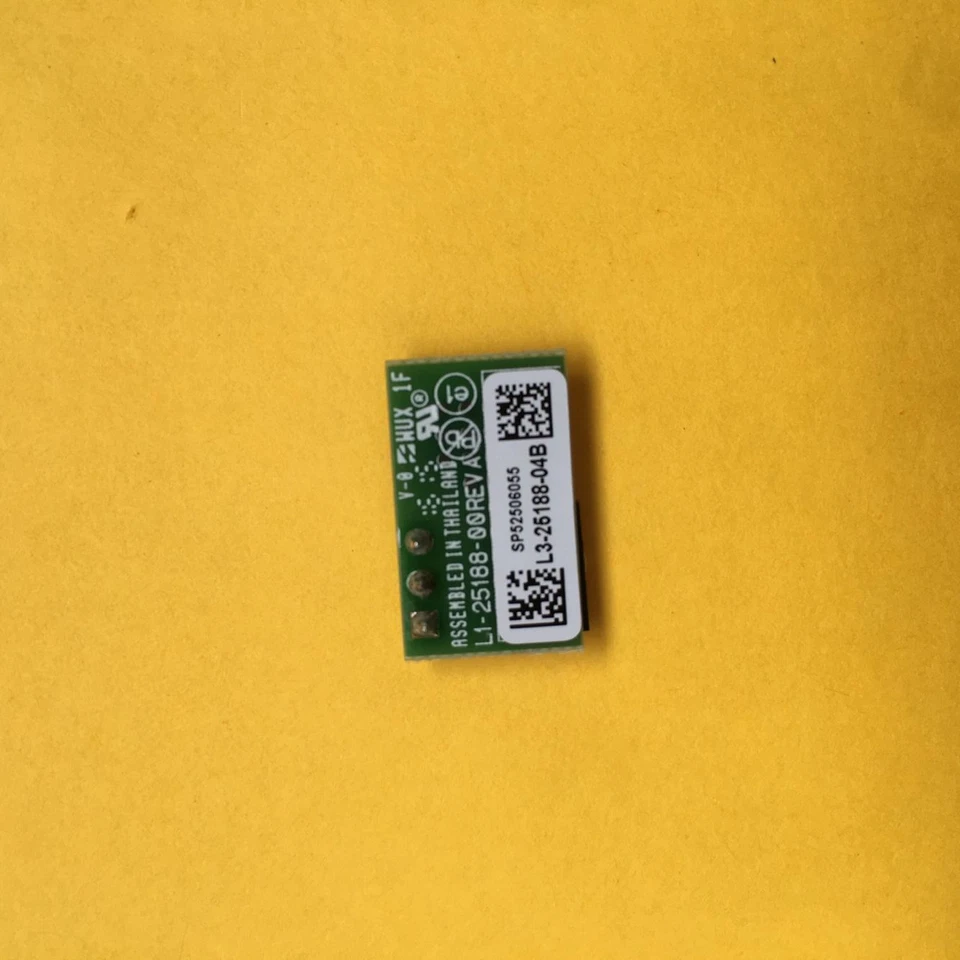 V-0 WUX 1F
ASSEMBLED IN THAILAND
L1-25188-00REV A
SP52506055
L3-25188-04B